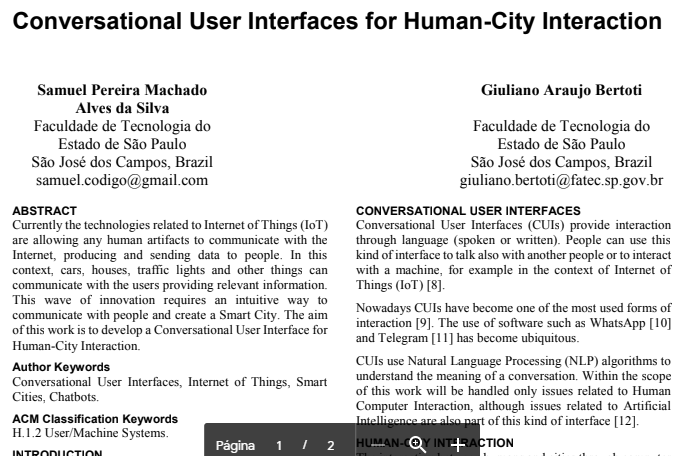 Conversational User Interfaces for Human-City Interaction
Samuel Pereira Machado
Alves da Silva
Faculdade de Tecnologia do
Estado de São Paulo
São José dos Campos, Brazil
samuel.codigo@gmail.com
Giuliano Araujo Bertoti
Faculdade de Tecnologia do
Estado de São Paulo
São José dos Campos, Brazil
giuliano.bertoti@fatec.sp.gov.br
ABSTRACT
Currently the technologies related to Internet of Things (IoT)
are allowing any human artifacts to communicate with the
Internet, producing and sending data to people. In this
context, cars, houses, traffic lights and other things can
communicate with the users providing relevant information.
This wave of innovation requires an intuitive way to
communicate with people and create a Smart City. The aim
of this work is to develop a Conversational User Interface for
Human-City Interaction.
Author Keywords
Conversational User Interfaces, Internet of Things, Smart
Cities, Chatbots.
ACM Classification Keywords
H.1.2 User/Machine Systems.
INTRODUCTION
CONVERSATIONAL USER INTERFACES
Conversational User Interfaces (CUIs) provide interaction
through language (spoken or written). People can use this
kind of interface to talk also with another people or to interact
with a machine, for example in the context of Internet of
Things (IoT) [8].
Nowadays CUIs have become one of the most used forms of
interaction [9]. The use of software such as WhatsApp [10]
and Telegram [11] has become ubiquitous.
CUIs use Natural Language Processing (NLP) algorithms to
understand the meaning of a conversation. Within the scope
of this work will be handled only issues related to Human
Computer Interaction, although issues related to Artificial
Intelligence are also part of this kind of interface [12].
HUMAN-CITY INTERACTION
Página 1 / 2